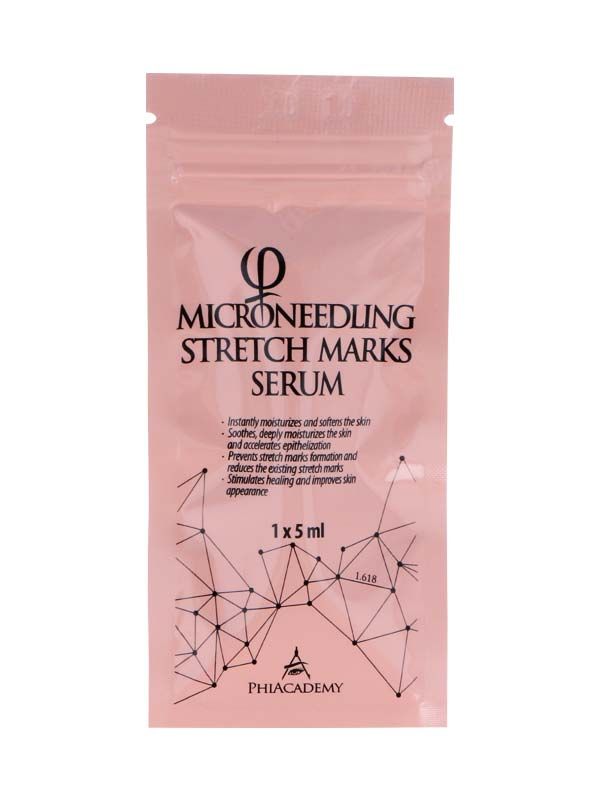 φ
MICRONEEDLING
STRETCH MARKS
SERUM
· Instantly moisturizes and softens the skin
· Soothes, deeply moisturizes the skin
and accelerates epithelization
· Prevents stretch marks formation and
reduces the existing stretch marks
· Stimulates healing and improves skin
appearance
1 x 5 ml
1.618
PHIACADEMY